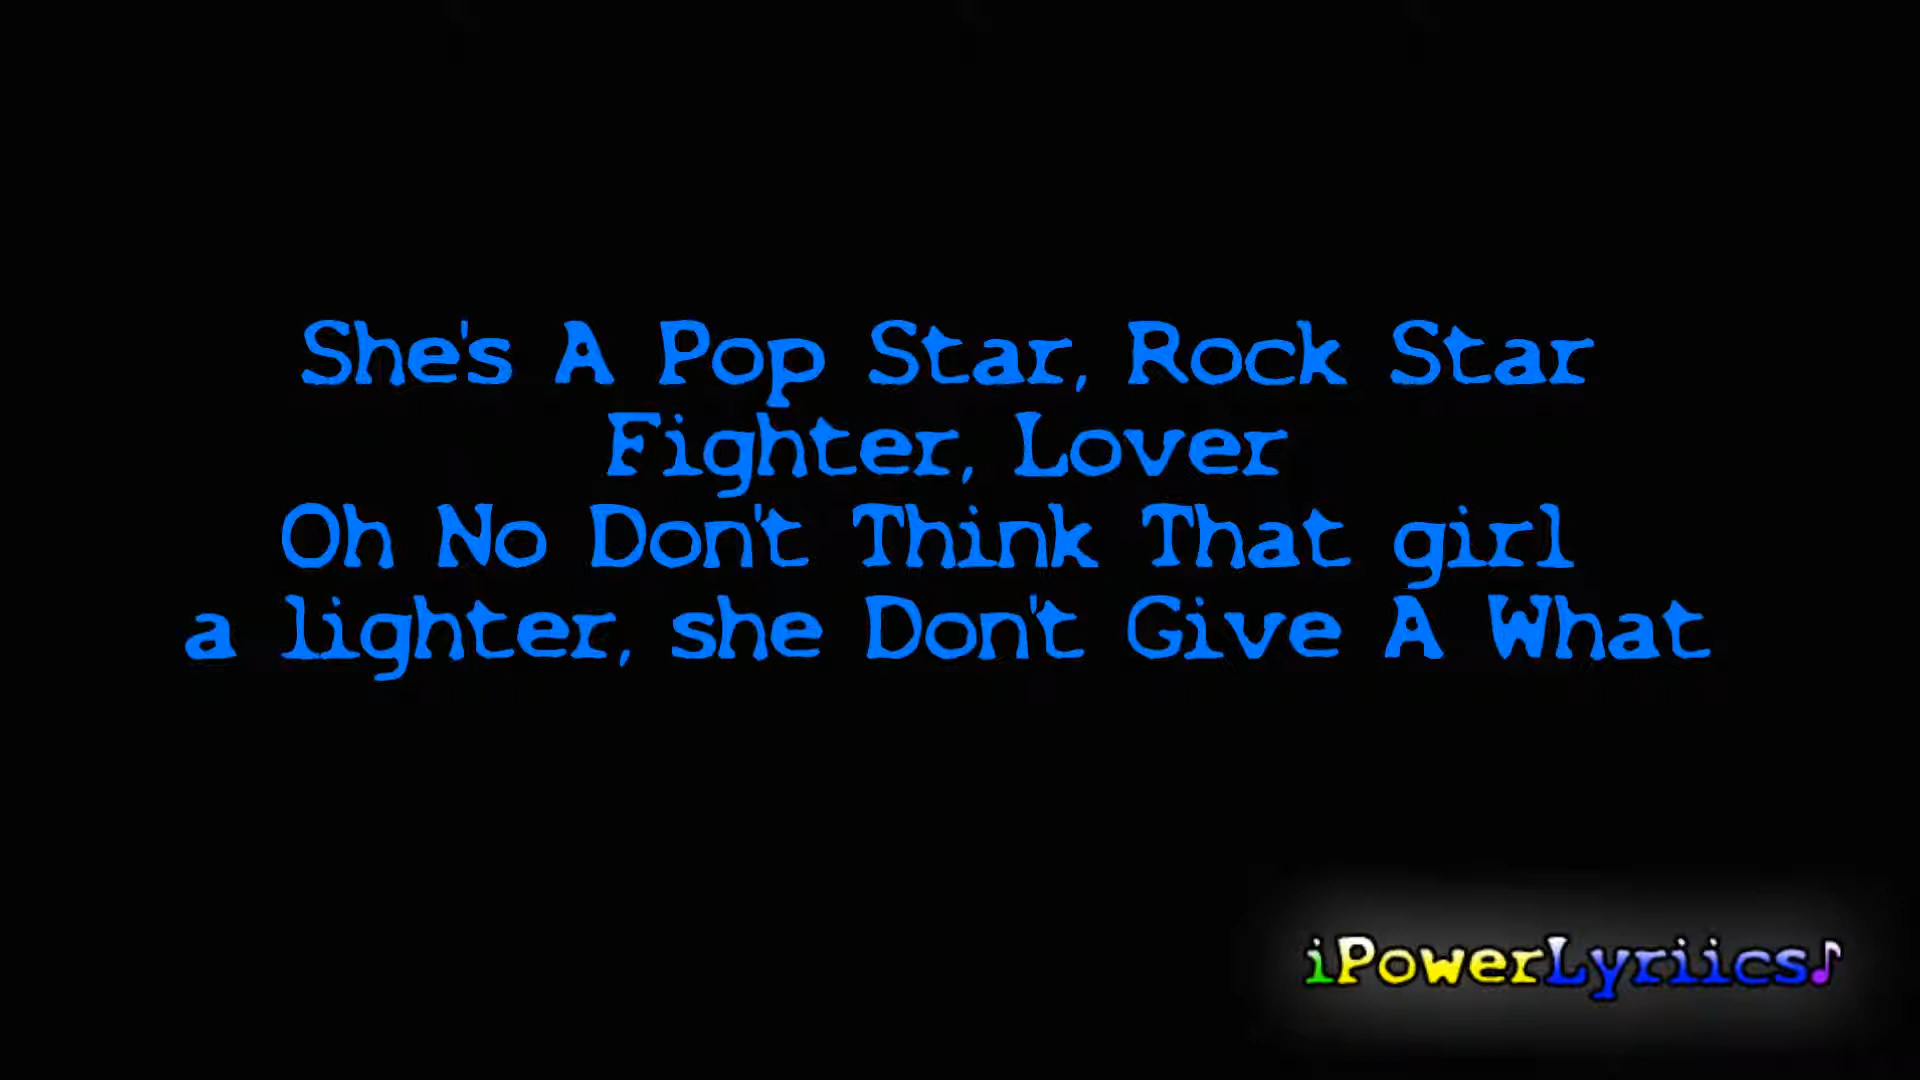 She's A Pop Star, Rock Star
Fighter, Lover
Oh No Don't Think That girl
a lighter, she Don't Give A What
iPowerLyriics♪